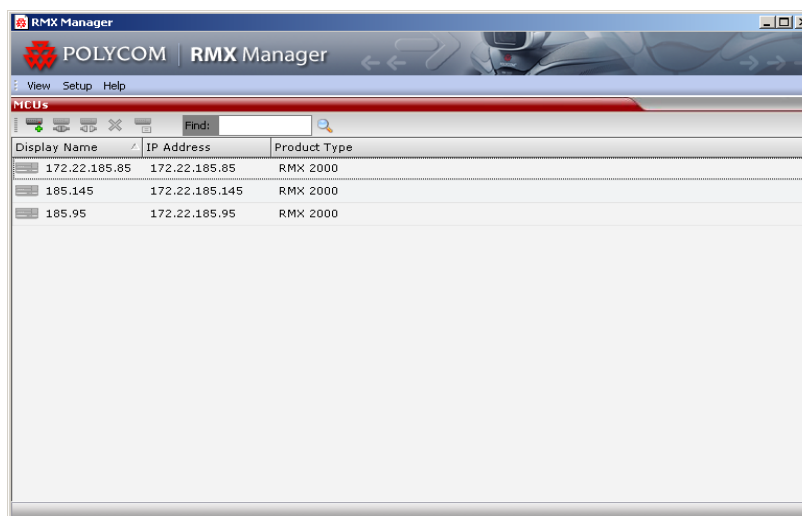 RMX Manager
POLYCOM | RMX Manager
View Setup Help
MCUs
Find:
Display Name IP Address Product Type
172.22.185.85 172.22.185.85 RMX 2000
185.145 172.22.185.145 RMX 2000
185.95 172.22.185.95 RMX 2000